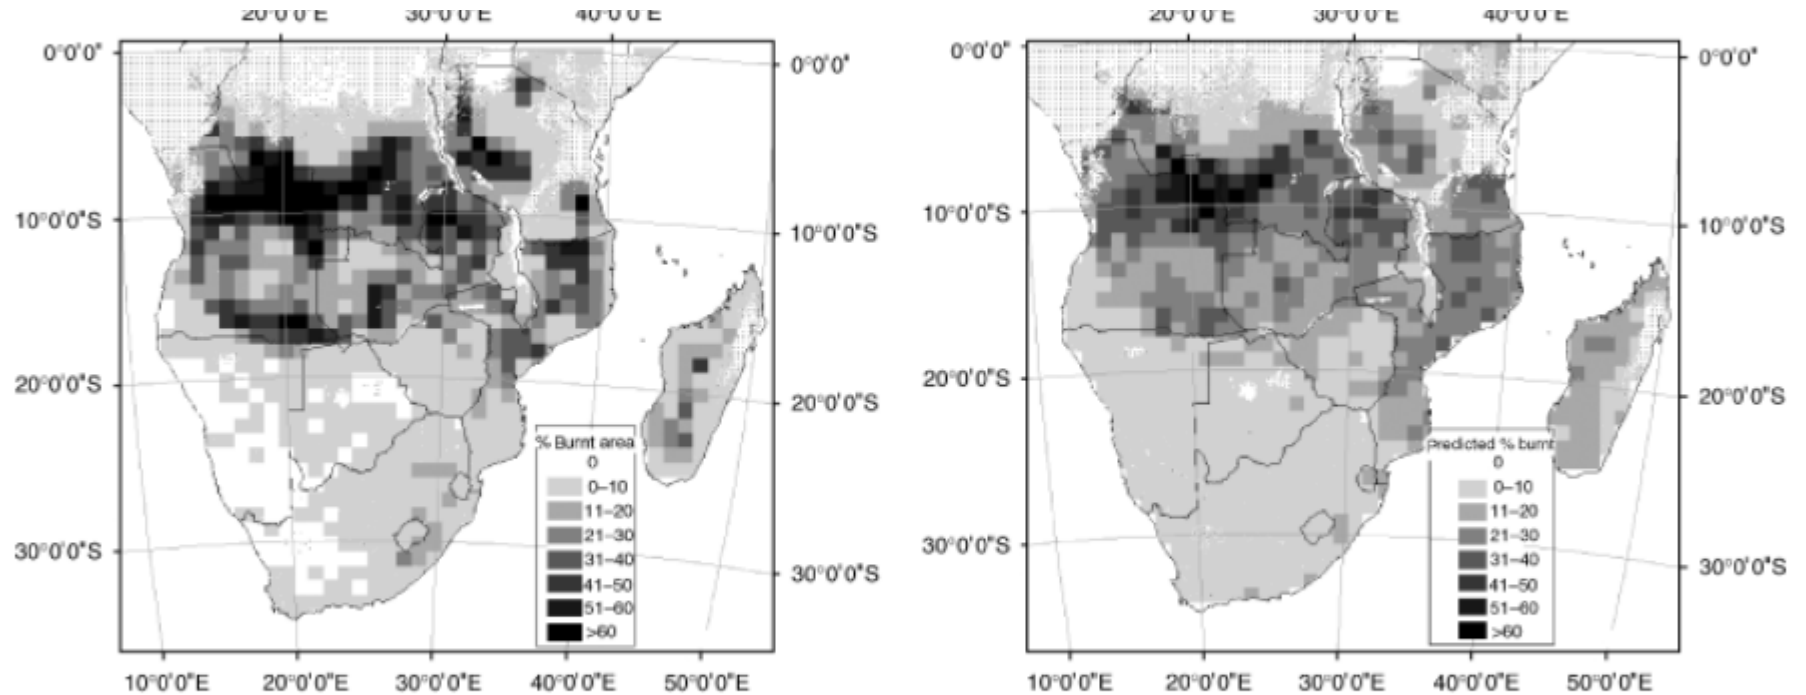 20°0'0"E 30°0'0"E 40°0'0"E
0°0'0"
0°0'0"
10°0'0"S
10°0'0"S
20°0'0"S
20°0'0"S
30°0'0"S
30°0'0"S
% Burnt area
0
0–10
11–20
21–30
31–40
41–50
51–60
>60
10°0'0"E 20°0'0"E 30°0'0"E 40°0'0"E 50°0'0"E
20°0'0"E 30°0'0"E 40°0'0"E
0°0'0"
0°0'0"
10°0'0"S
10°0'0"S
20°0'0"S
20°0'0"S
30°0'0"S
30°0'0"S
Predicted % burnt
0
0–10
11–20
21–30
31–40
41–50
51–60
>60
10°0'0"E 20°0'0"E 30°0'0"E 40°0'0"E 50°0'0"E